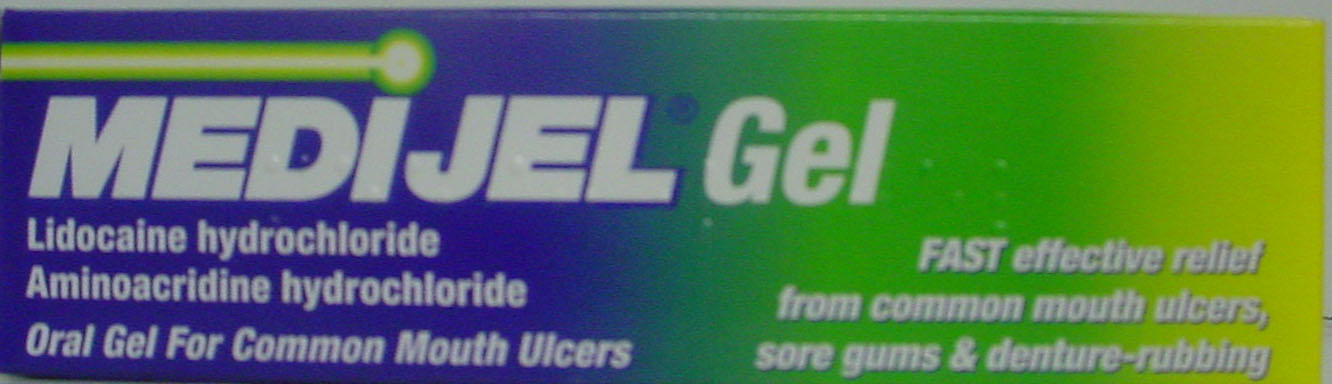 MEDIJEL® Gel
Lidocaine hydrochloride
Aminoacridine hydrochloride
Oral Gel For Common Mouth Ulcers
FAST effective relief
from common mouth ulcers,
sore gums & denture-rubbing